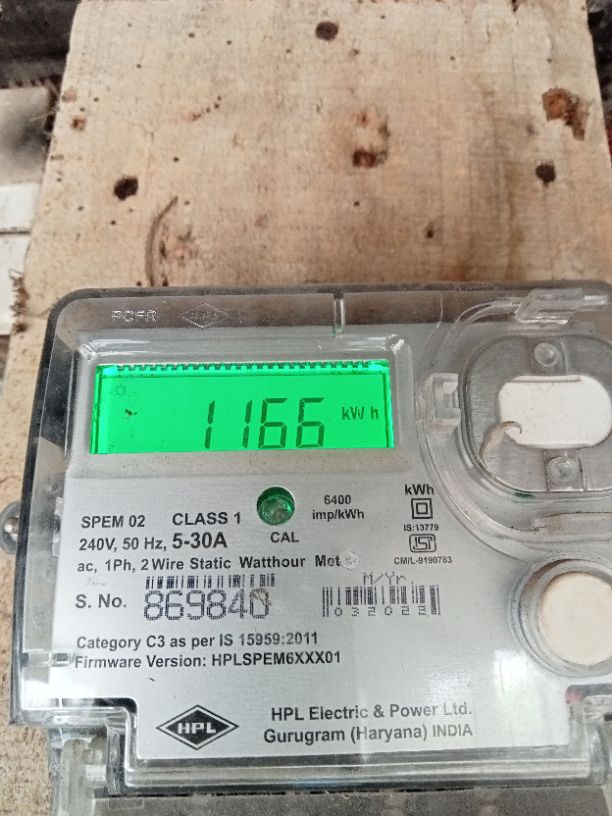 HPL
1166 kWh
SPEM 02 CLASS 1
6400
imp/kWh
kWh
IS:13779
240V, 50 Hz, 5-30A
CAL
CM/L-9190783
ac, 1Ph, 2 Wire Static Watthour
M/Yr.
S. No. 869840
Category C3 as per IS 15959:2011
Firmware Version: HPLSPEM6XXX01
HPL
HPL Electric & Power Ltd.
Gurugram (Haryana) INDIA